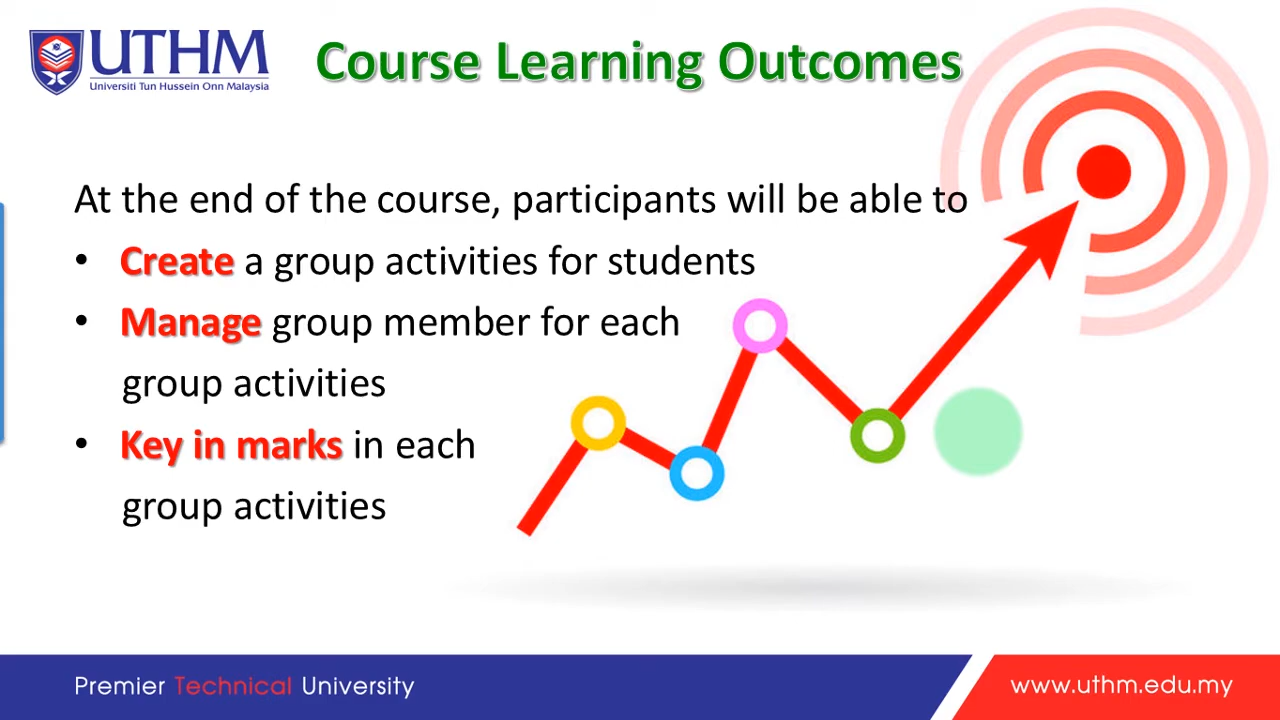 UTHM
Universiti Tun Hussein Onn Malaysia
Course Learning Outcomes
At the end of the course, participants will be able to
• Create a group activities for students
• Manage group member for each
group activities
• Key in marks in each
group activities
Premier Technical University
www.uthm.edu.my